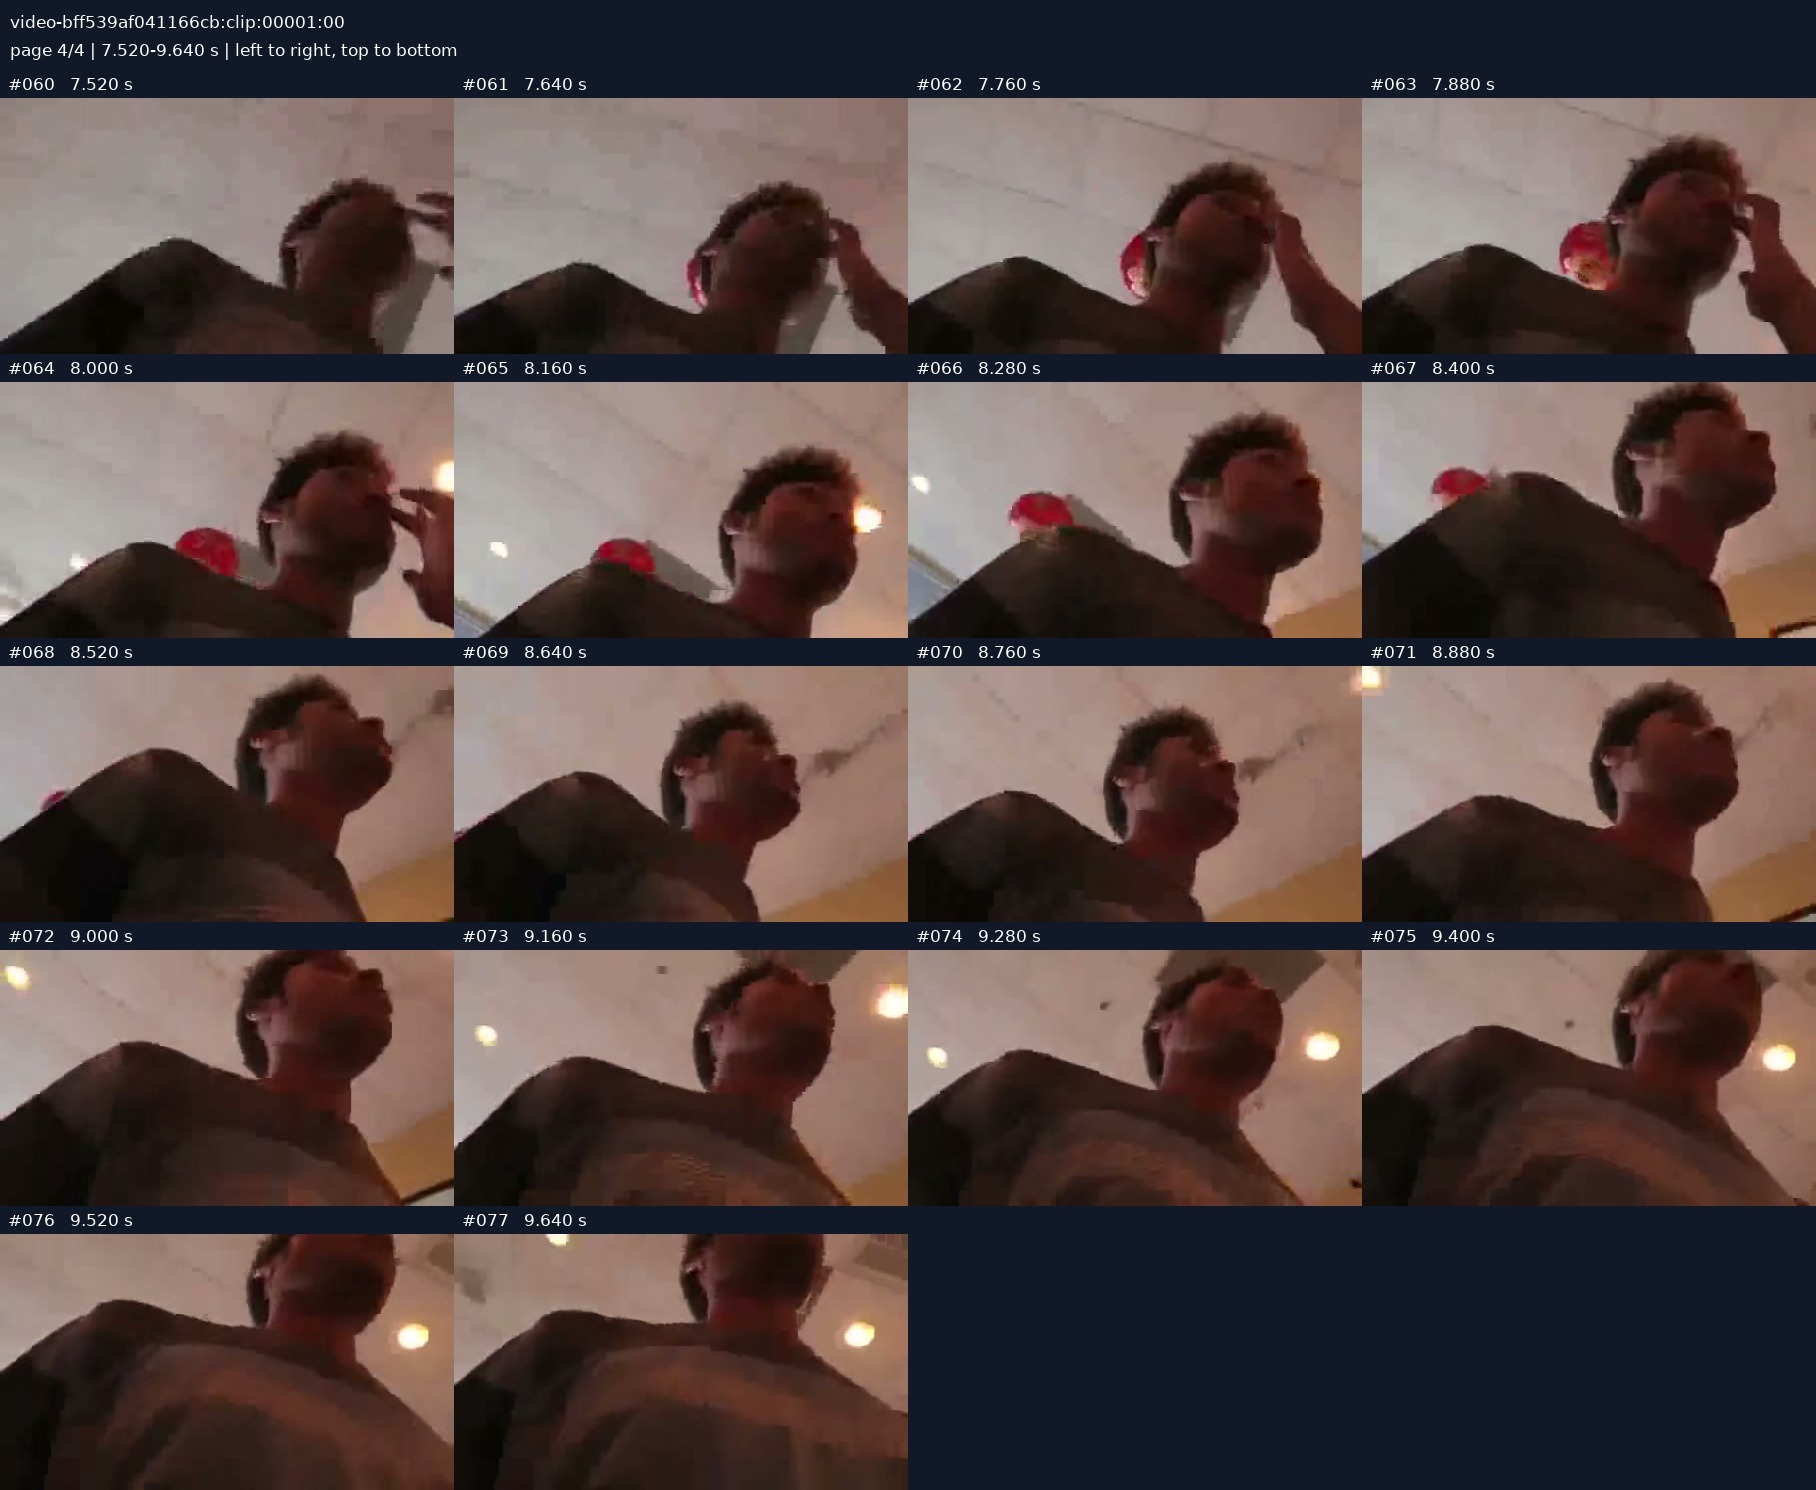 video-bff539af041166cb:clip:00001:00
page 4/4 | 7.520-9.640 s | left to right, top to bottom
#060 7.520 s
#061 7.640 s
#062 7.760 s
#063 7.880 s
#064 8.000 s
#065 8.160 s
#066 8.280 s
#067 8.400 s
#068 8.520 s
#069 8.640 s
#070 8.760 s
#071 8.880 s
#072 9.000 s
#073 9.160 s
#074 9.280 s
#075 9.400 s
#076 9.520 s
#077 9.640 s